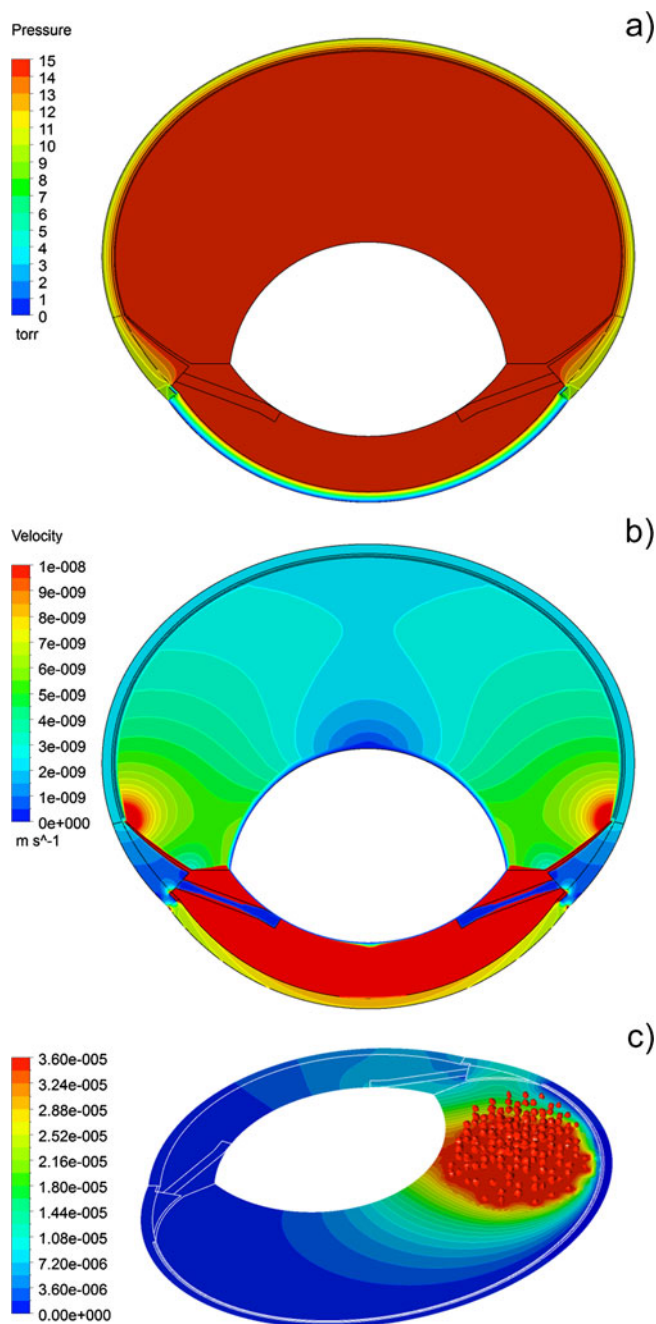 Pressure
a)
15
14
13
12
11
10
9
8
7
6
5
4
3
2
1
0
torr
Velocity
b)
1e-008
9e-009
8e-009
7e-009
6e-009
5e-009
4e-009
3e-009
2e-009
1e-009
0e+000
m s^-1
c)
3.60e-005
3.24e-005
2.88e-005
2.52e-005
2.16e-005
1.80e-005
1.44e-005
1.08e-005
7.20e-006
3.60e-006
0.00e+000